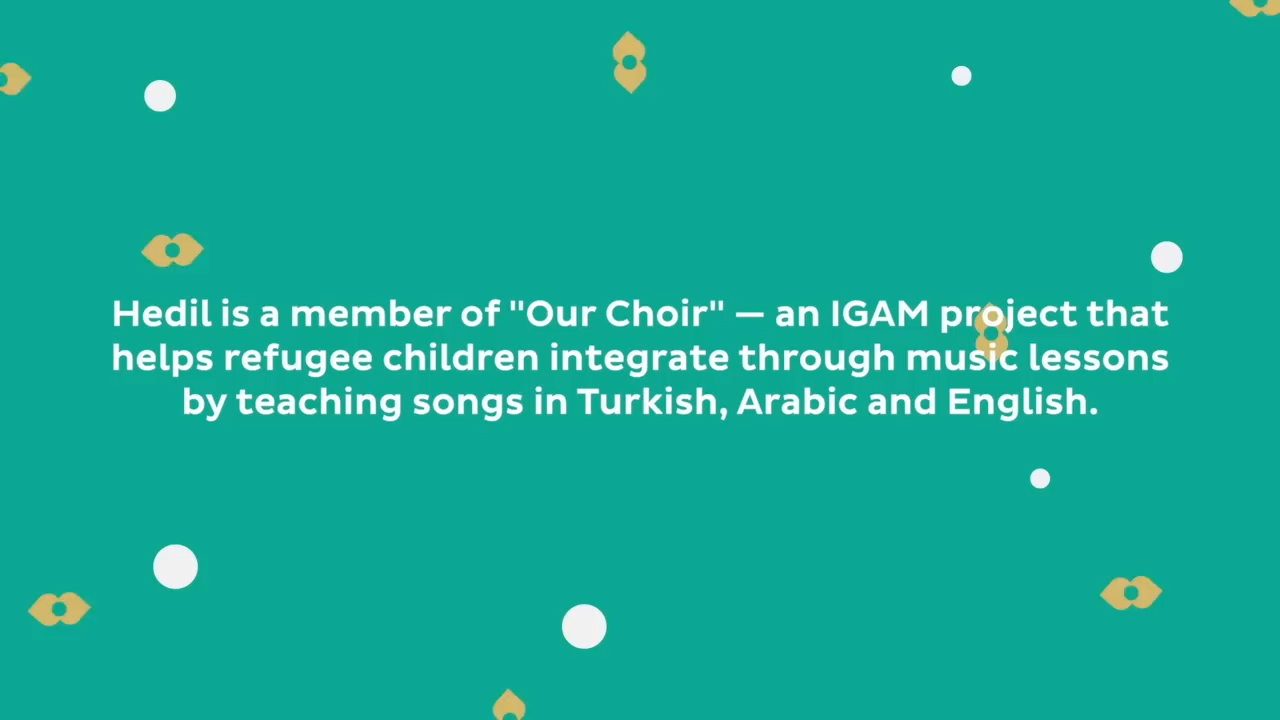 Hedil is a member of "Our Choir" — an IGAM project that
helps refugee children integrate through music lessons
by teaching songs in Turkish, Arabic and English.